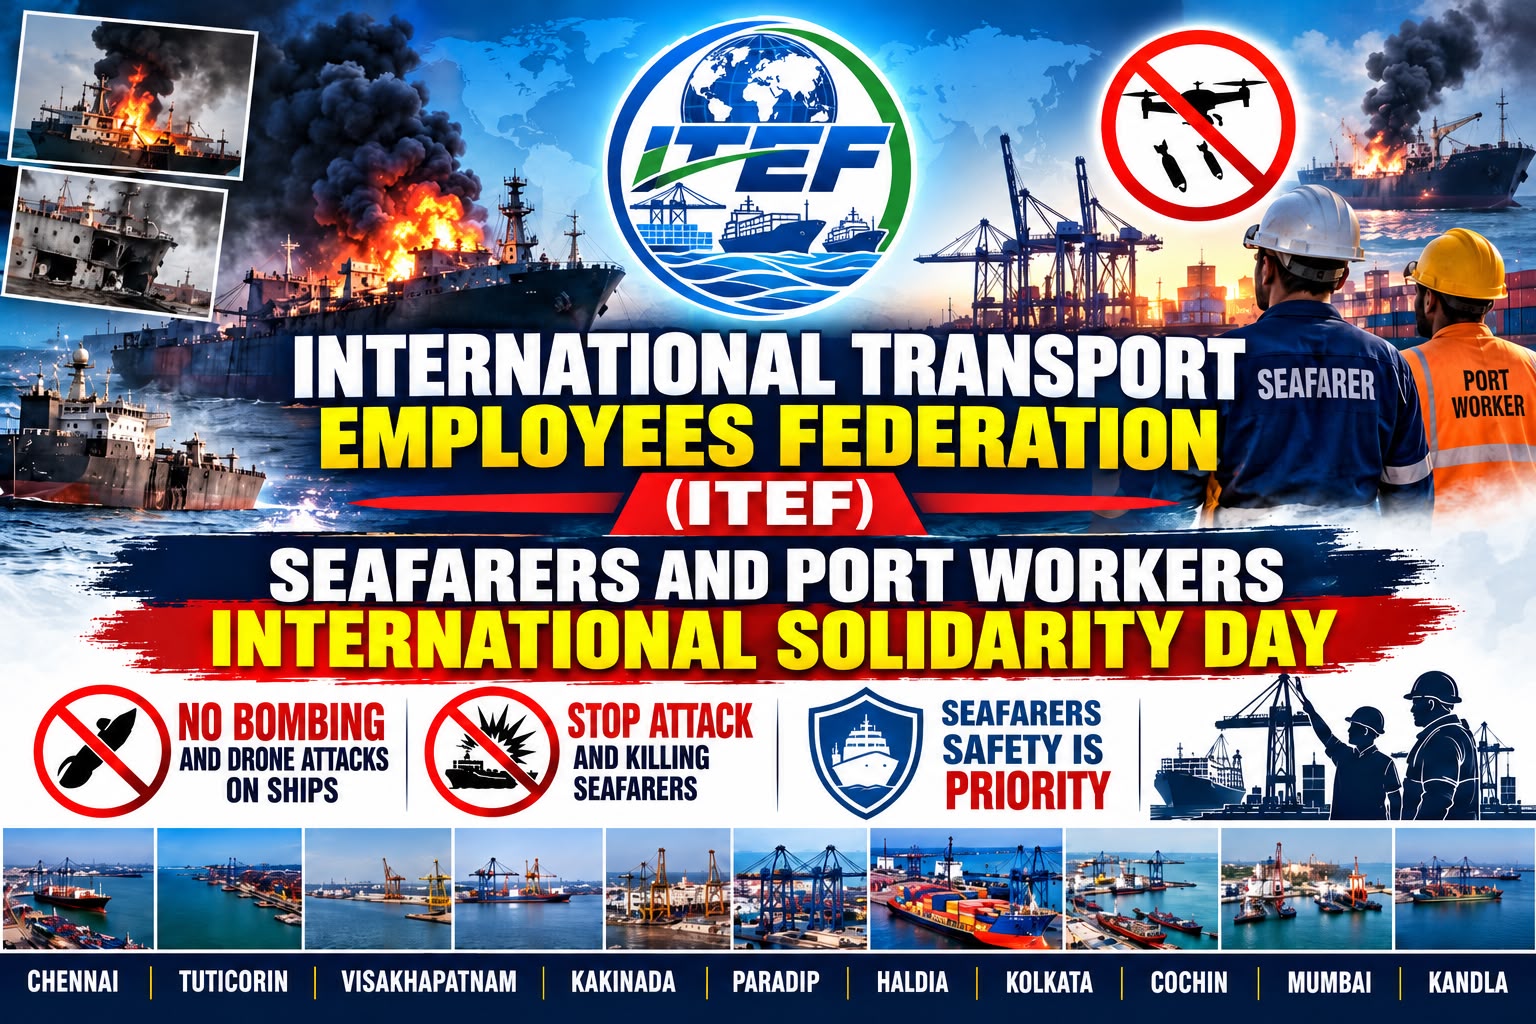 ITEF
INTERNATIONAL TRANSPORT
EMPLOYEES FEDERATION
(ITEF)
SEAFARER
PORT
WORKER
SEAFARERS AND PORT WORKERS
INTERNATIONAL SOLIDARITY DAY
NO BOMBING
AND DRONE ATTACKS
ON SHIPS
STOP ATTACK
AND KILLING
SEAFARERS
SEAFARERS
SAFETY IS
PRIORITY
CHENNAI | TUTICORIN | VISAKHAPATNAM | KAKINADA | PARADIP | HALDIA | KOLKATA | COCHIN | MUMBAI | KANDLA